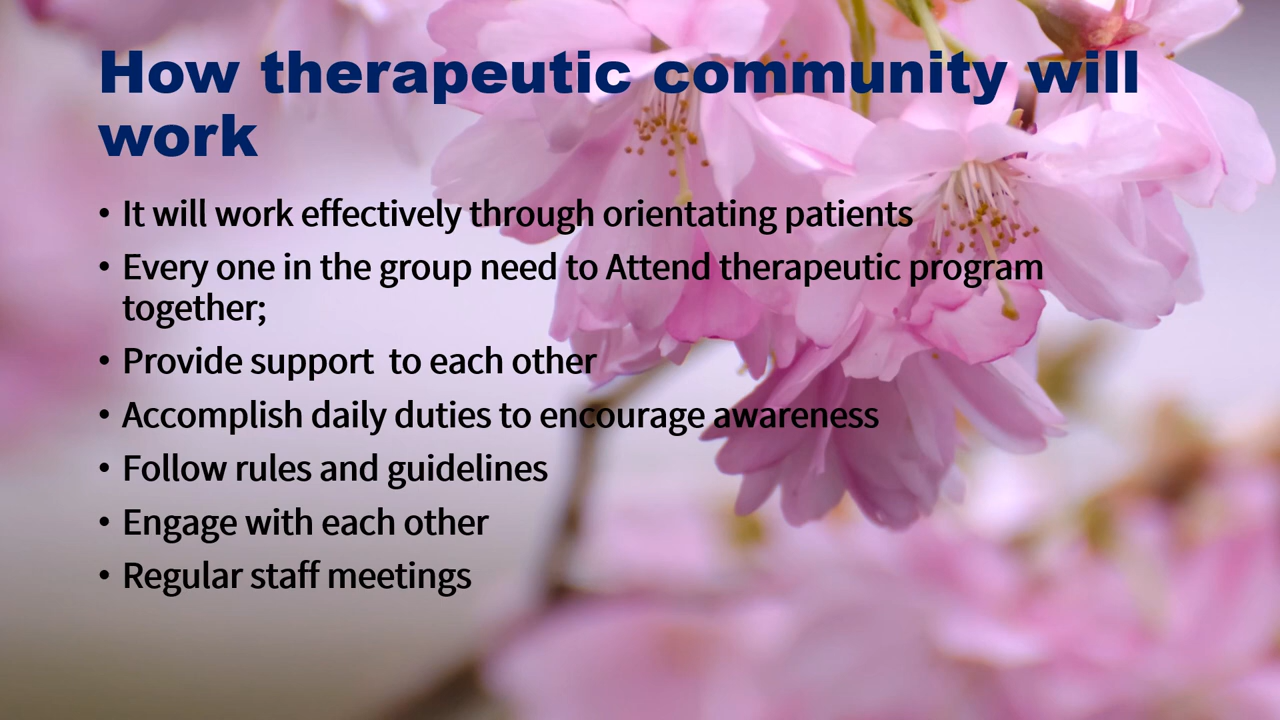 How therapeutic community will
work
• It will work effectively through orientating patients
• Every one in the group need to Attend therapeutic program
together;
• Provide support  to each other
• Accomplish daily duties to encourage awareness
• Follow rules and guidelines
• Engage with each other
• Regular staff meetings